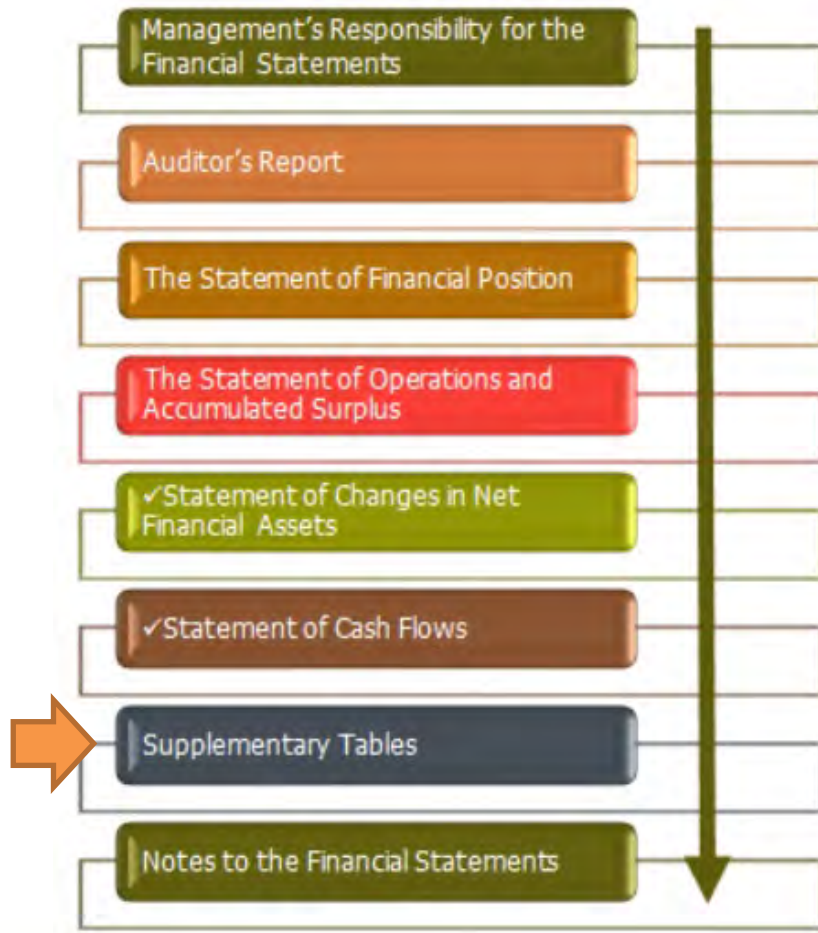 Management's Responsibility for the
Financial Statements
Auditor's Report
The Statement of Financial Position
The Statement of Operations and
Accumulated Surplus
✓Statement of Changes in Net
Financial Assets
✓Statement of Cash Flows
Supplementary Tables
Notes to the Financial Statements